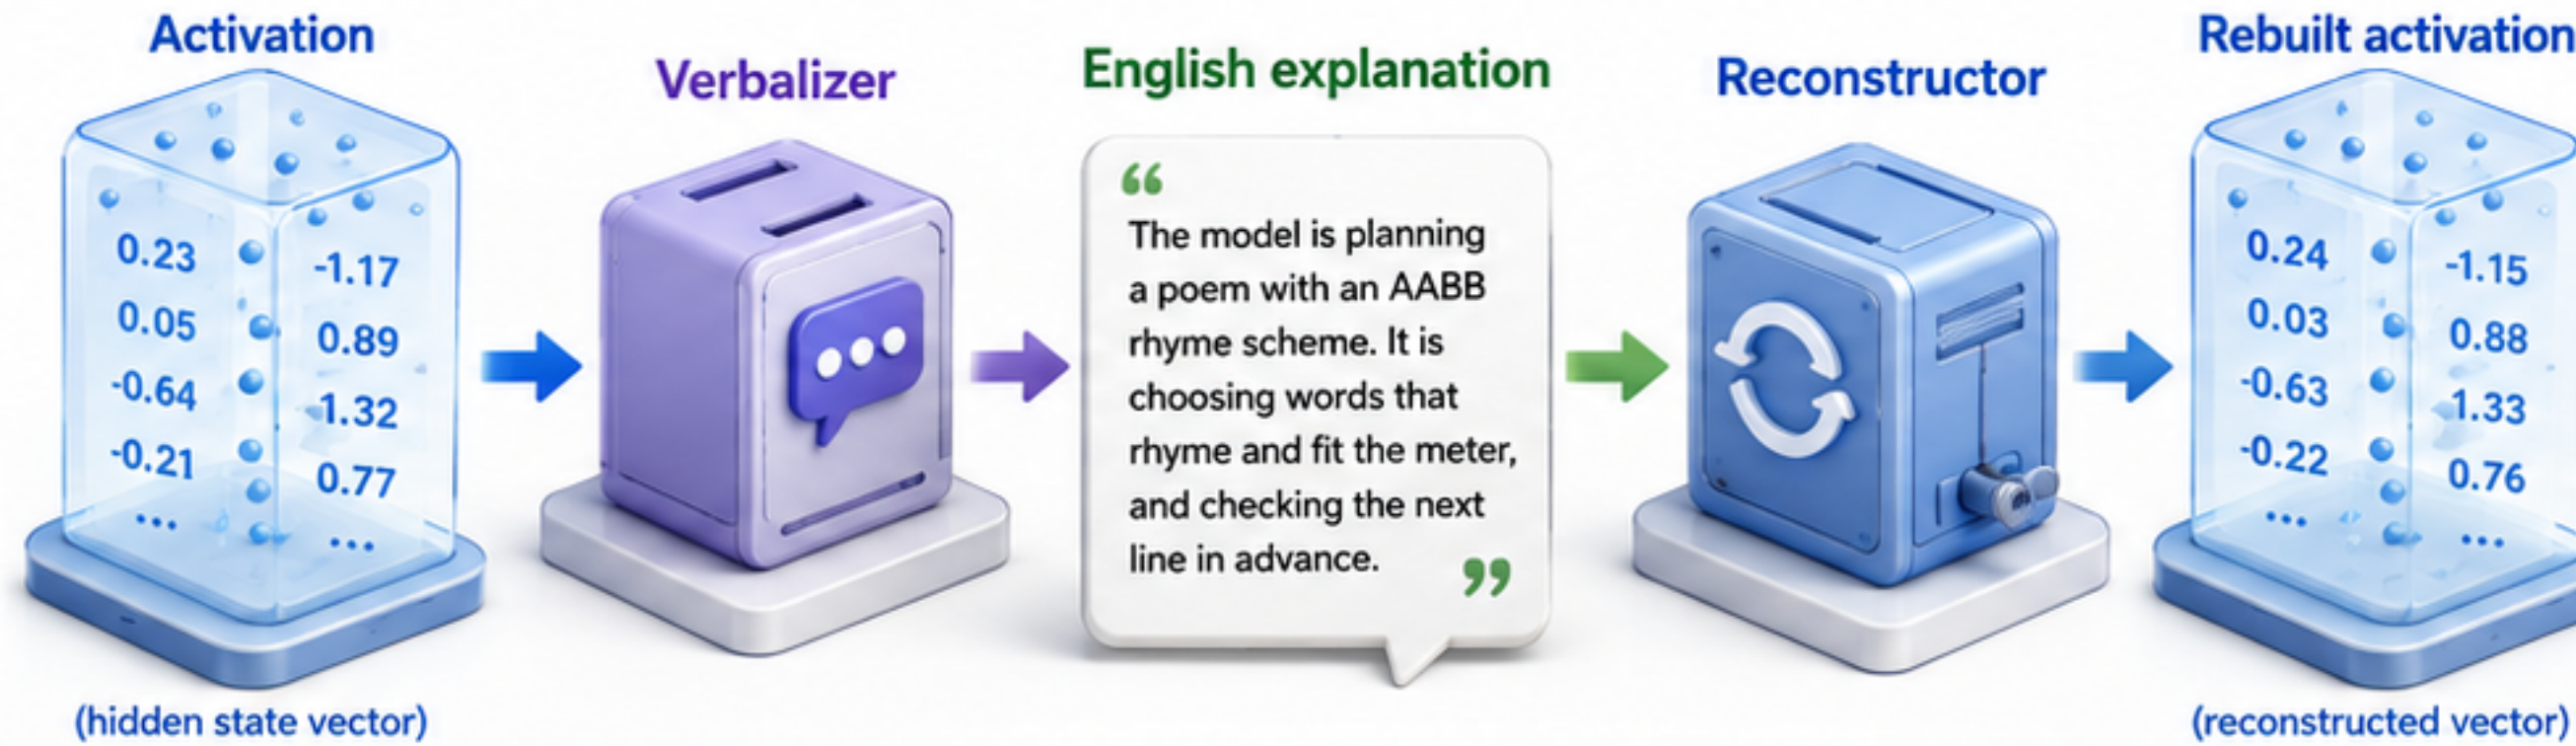 Activation
0.23
-1.17
0.05
0.89
-0.64
1.32
-0.21
0.77
...
...
(hidden state vector)
Verbalizer
English explanation
“
The model is planning
a poem with an AABB
rhyme scheme. It is
choosing words that
rhyme and fit the meter,
and checking the next
line in advance.
”
Reconstructor
Rebuilt activation
0.24
-1.15
0.03
0.88
-0.63
1.33
-0.22
0.76
...
...
(reconstructed vector)